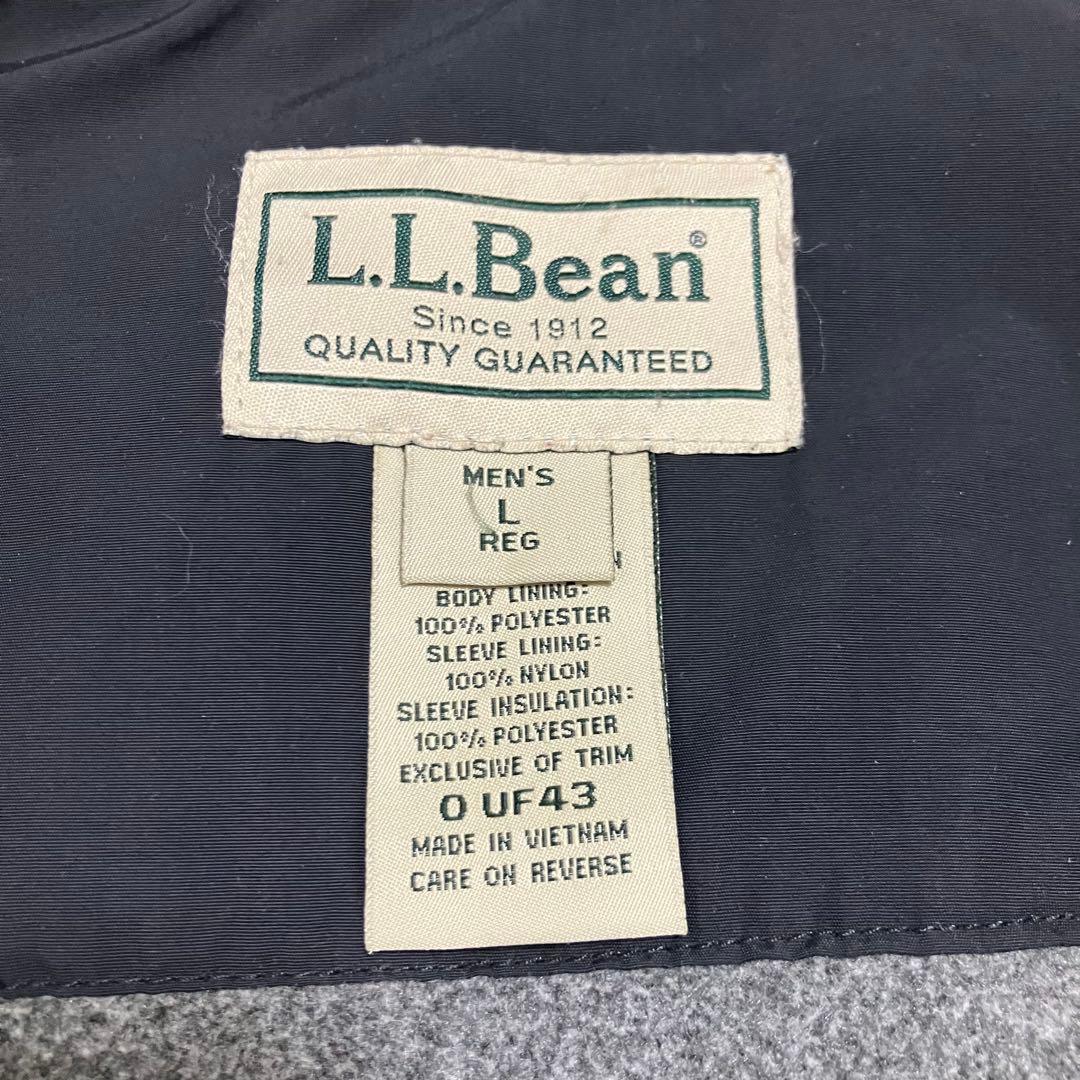 L.L.Bean®
Since 1912
QUALITY GUARANTEED
MEN'S
L
REG
BODY LINING:
100% POLYESTER
SLEEVE LINING:
100% NYLON
SLEEVE INSULATION:
100% POLYESTER
EXCLUSIVE OF TRIM
0 UF43
MADE IN VIETNAM
CARE ON REVERSE